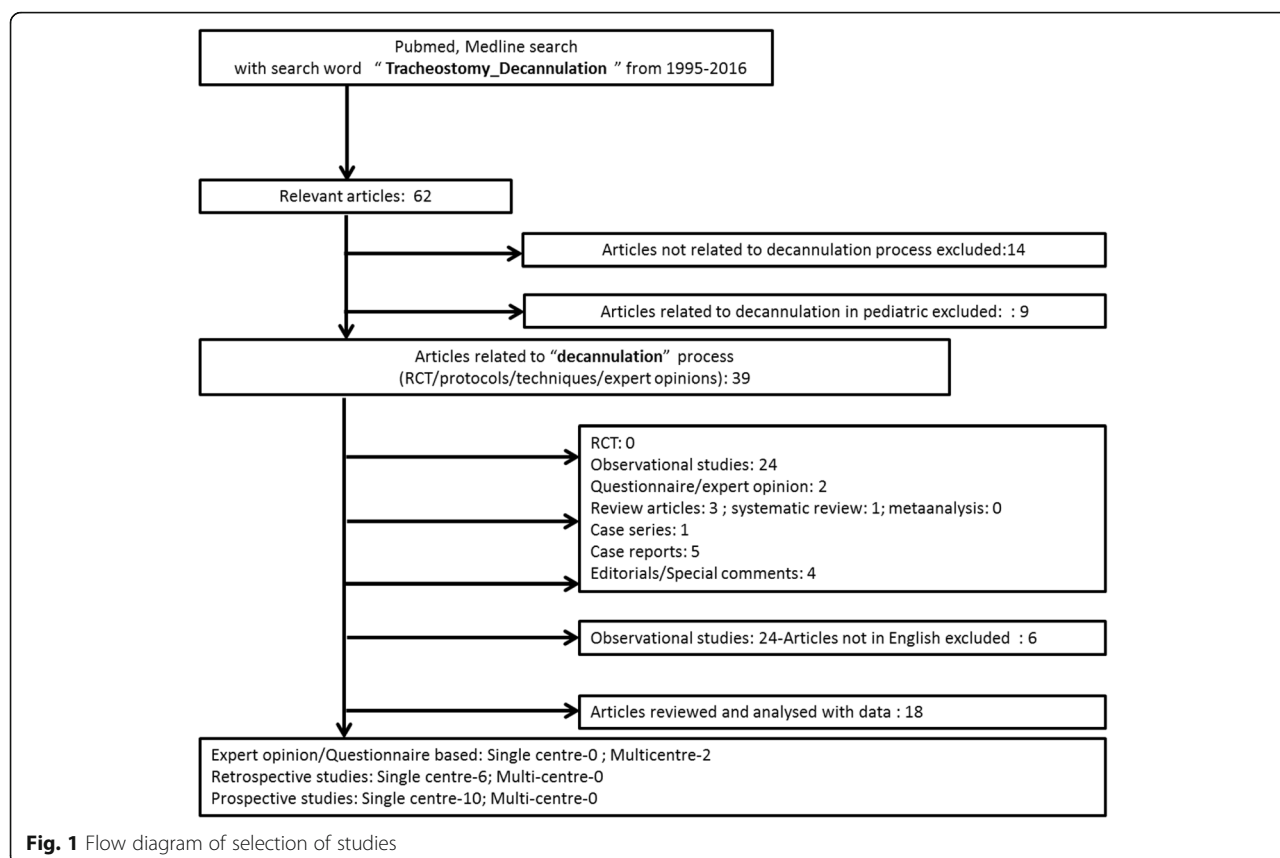 Pubmed, Medline search
with search word “ Tracheostomy_Decannulation ” from 1995-2016
Relevant articles: 62
Articles not related to decannulation process excluded:14
Articles related to decannulation in pediatric excluded: : 9
Articles related to “decannulation” process
(RCT/protocols/techniques/expert opinions): 39
RCT: 0
Observational studies: 24
Questionnaire/expert opinion: 2
Review articles: 3 ; systematic review: 1; metaanalysis: 0
Case series: 1
Case reports: 5
Editorials/Special comments: 4
Observational studies: 24-Articles not in English excluded : 6
Articles reviewed and analysed with data : 18
Expert opinion/Questionnaire based: Single centre-0 ; Multicentre-2
Retrospective studies: Single centre-6; Multi-centre-0
Prospective studies: Single centre-10; Multi-centre-0
Fig. 1 Flow diagram of selection of studies